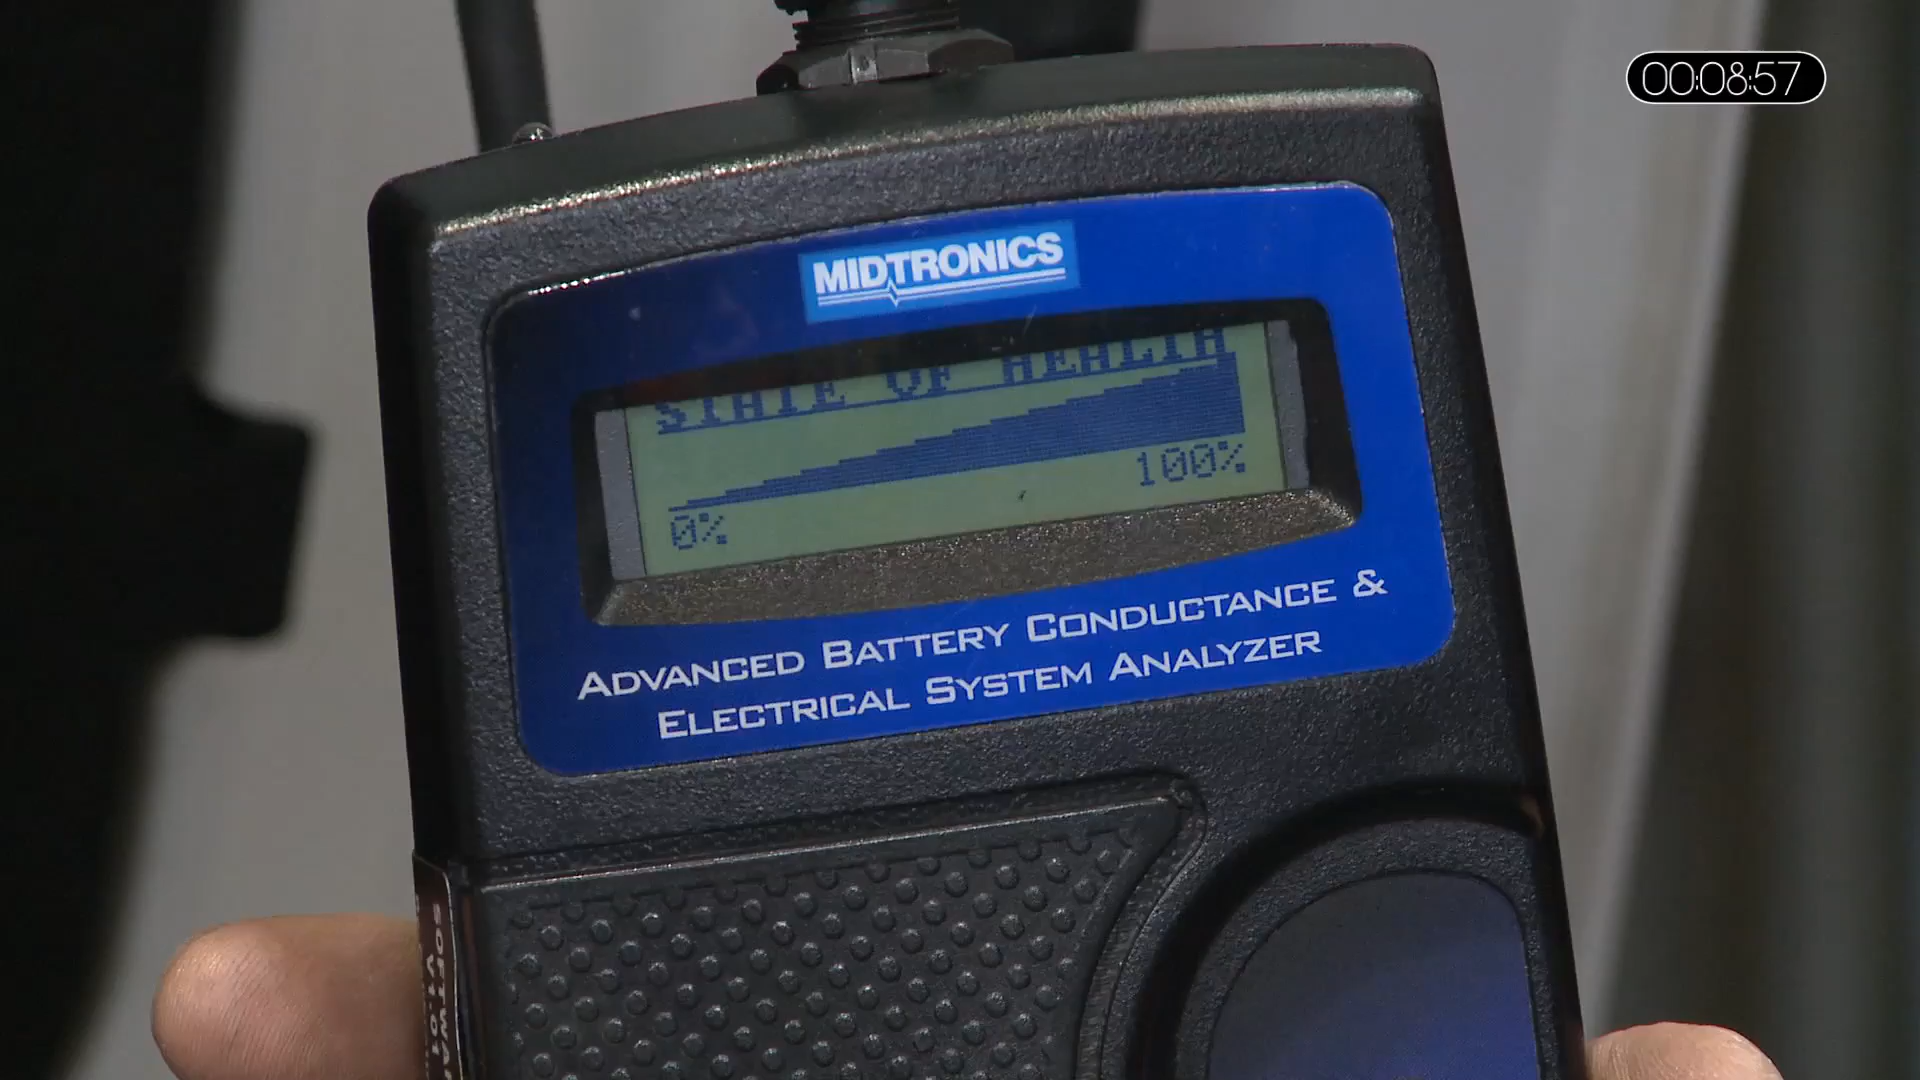 00:08:57
MIDTRONICS
STATE OF HEALTH
100%
0%
ADVANCED BATTERY CONDUCTANCE &
ELECTRICAL SYSTEM ANALYZER